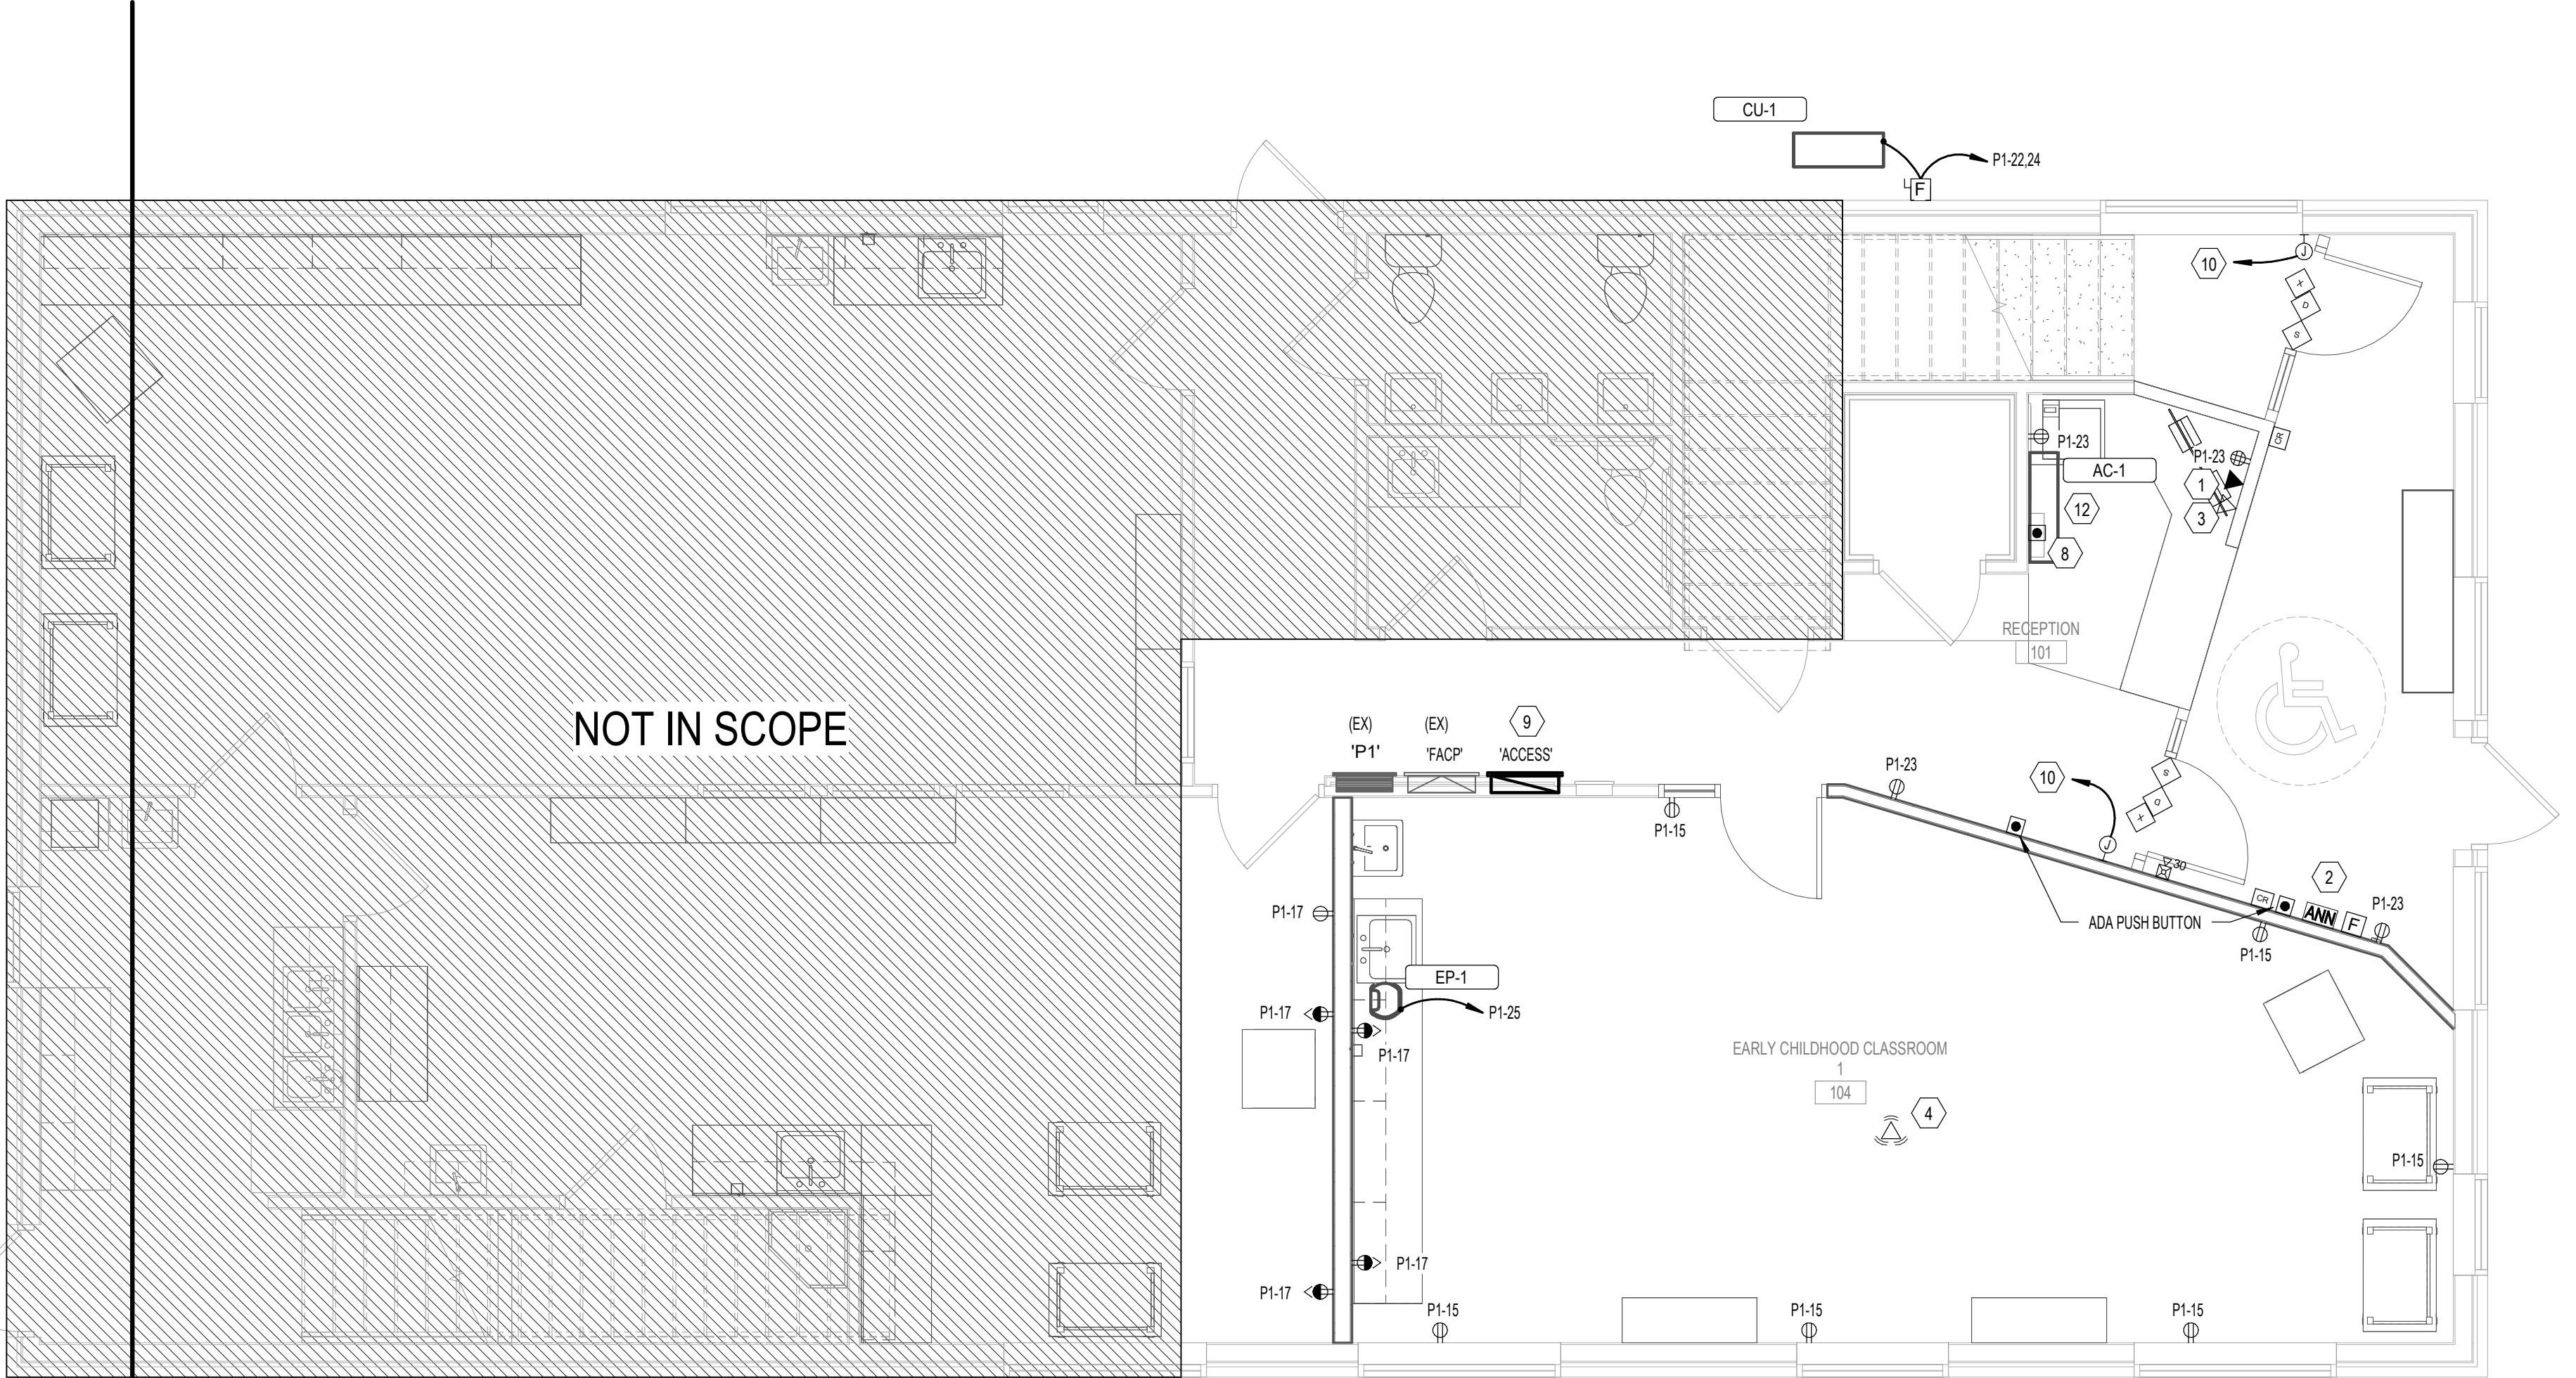 CU-1
P1-22,24
F
10
J
+
D
S
P1-23
P1-23
CR
AC-1
1
12
3
8
RECEPTION
101
NOT IN SCOPE
(EX)
'P1'
(EX)
'FACP'
9
'ACCESS'
P1-23
10
S
D
+
P1-15
J
30
2
P1-17
CR
ANN
F
P1-23
ADA PUSH BUTTON
P1-15
EP-1
P1-17
P1-25
P1-17
EARLY CHILDHOOD CLASSROOM
1
104
4
P1-15
P1-17
P1-17
P1-15
P1-15
P1-15